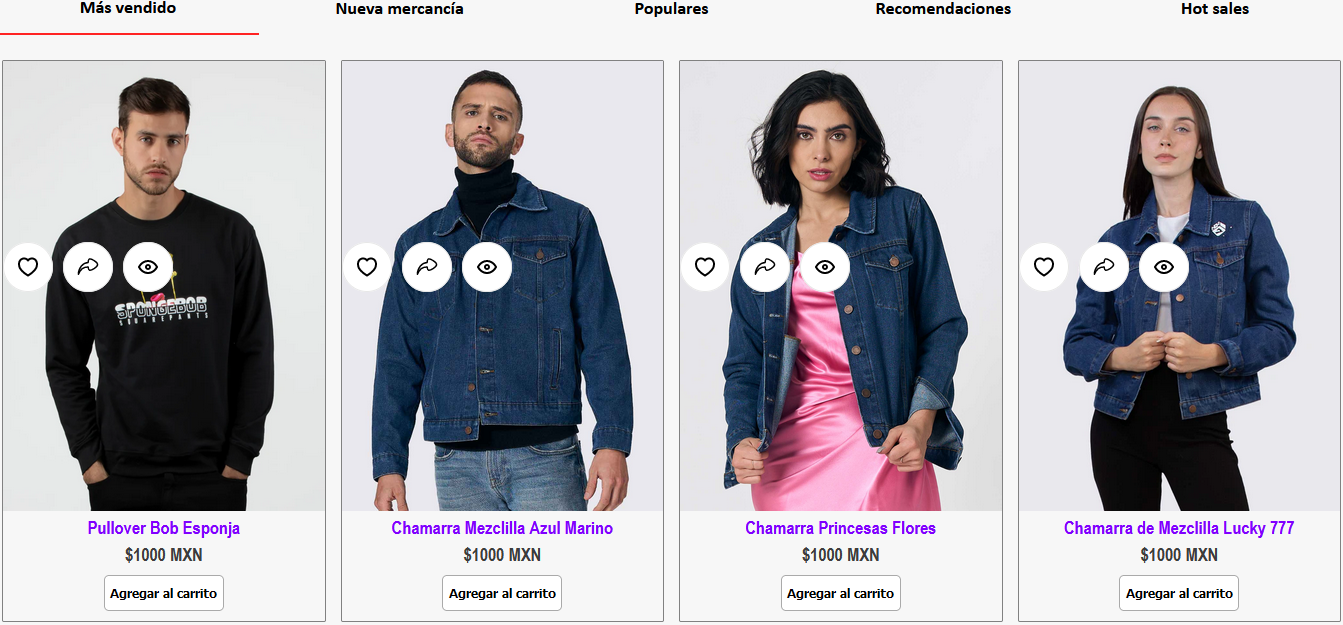 Más vendido
Nueva mercancía
Populares
Recomendaciones
Hot sales
SPONGEBOB
SQUAREPANTS
Pullover Bob Esponja
$1000 MXN
Agregar al carrito
Chamarra Mezclilla Azul Marino
$1000 MXN
Agregar al carrito
Chamarra Princesas Flores
$1000 MXN
Agregar al carrito
Chamarra de Mezclilla Lucky 777
$1000 MXN
Agregar al carrito